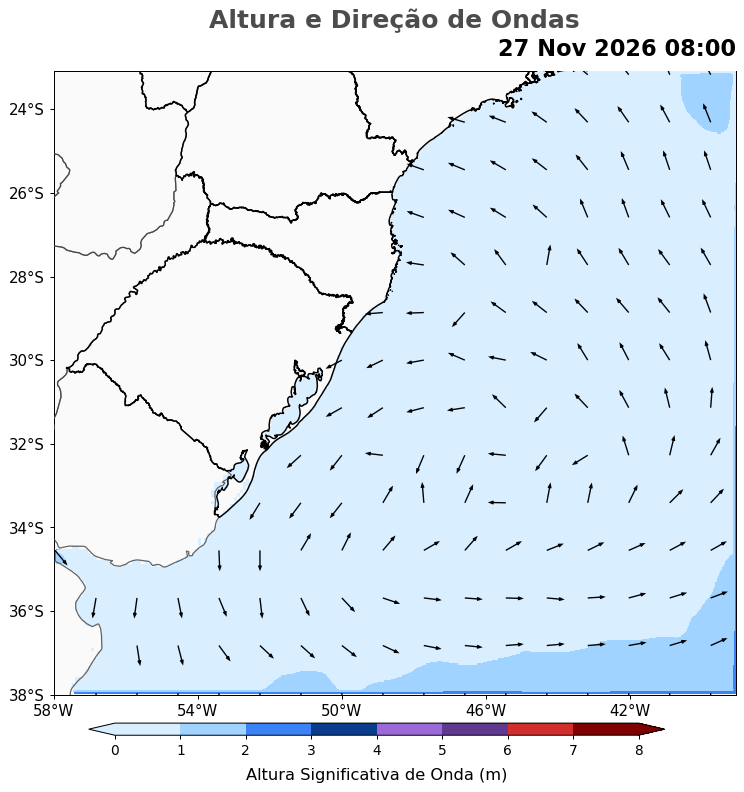 Altura e Direção de Ondas
27 Nov 2026 08:00
24°S
26°S
28°S
30°S
32°S
34°S
36°S
38°S
58°W 54°W 50°W 46°W 42°W
0 1 2 3 4 5 6 7 8
Altura Significativa de Onda (m)